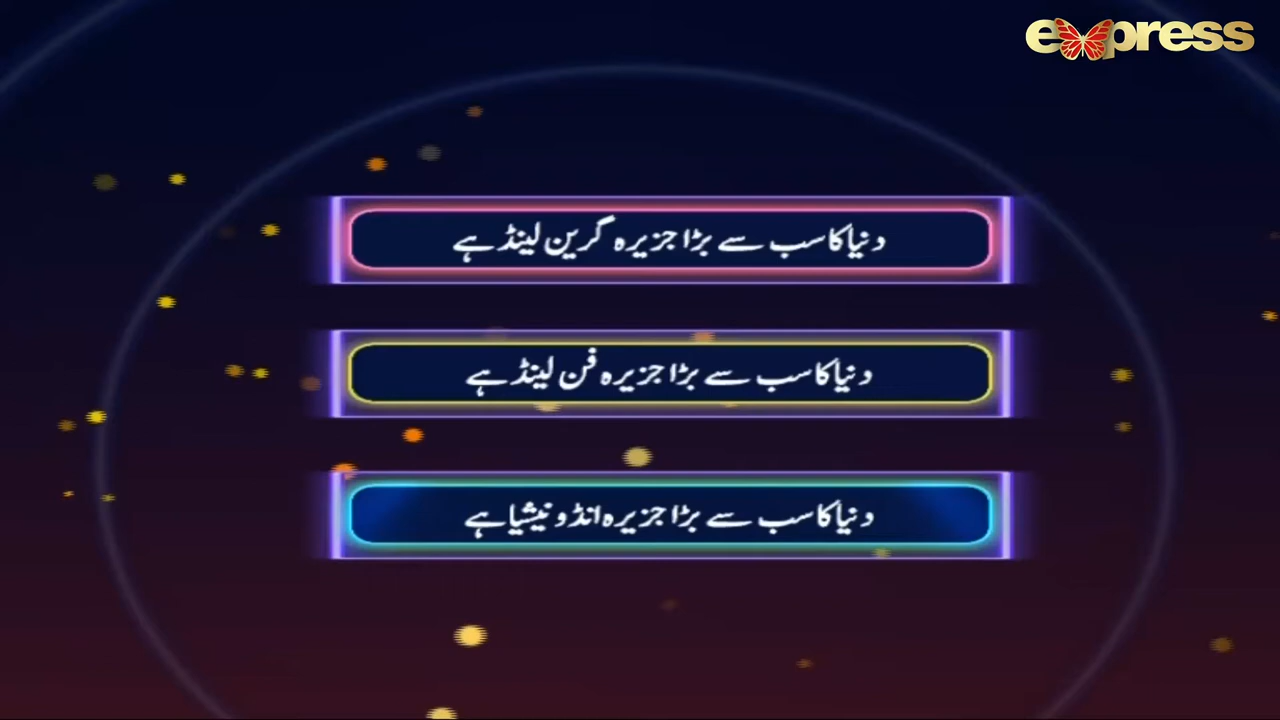 express
دنیا کا سب سے بڑا جزیرہ گرین لینڈ ہے
دنیا کا سب سے بڑا جزیرہ فن لینڈ ہے
دنیا کا سب سے بڑا جزیرہ انڈونیشیا ہے